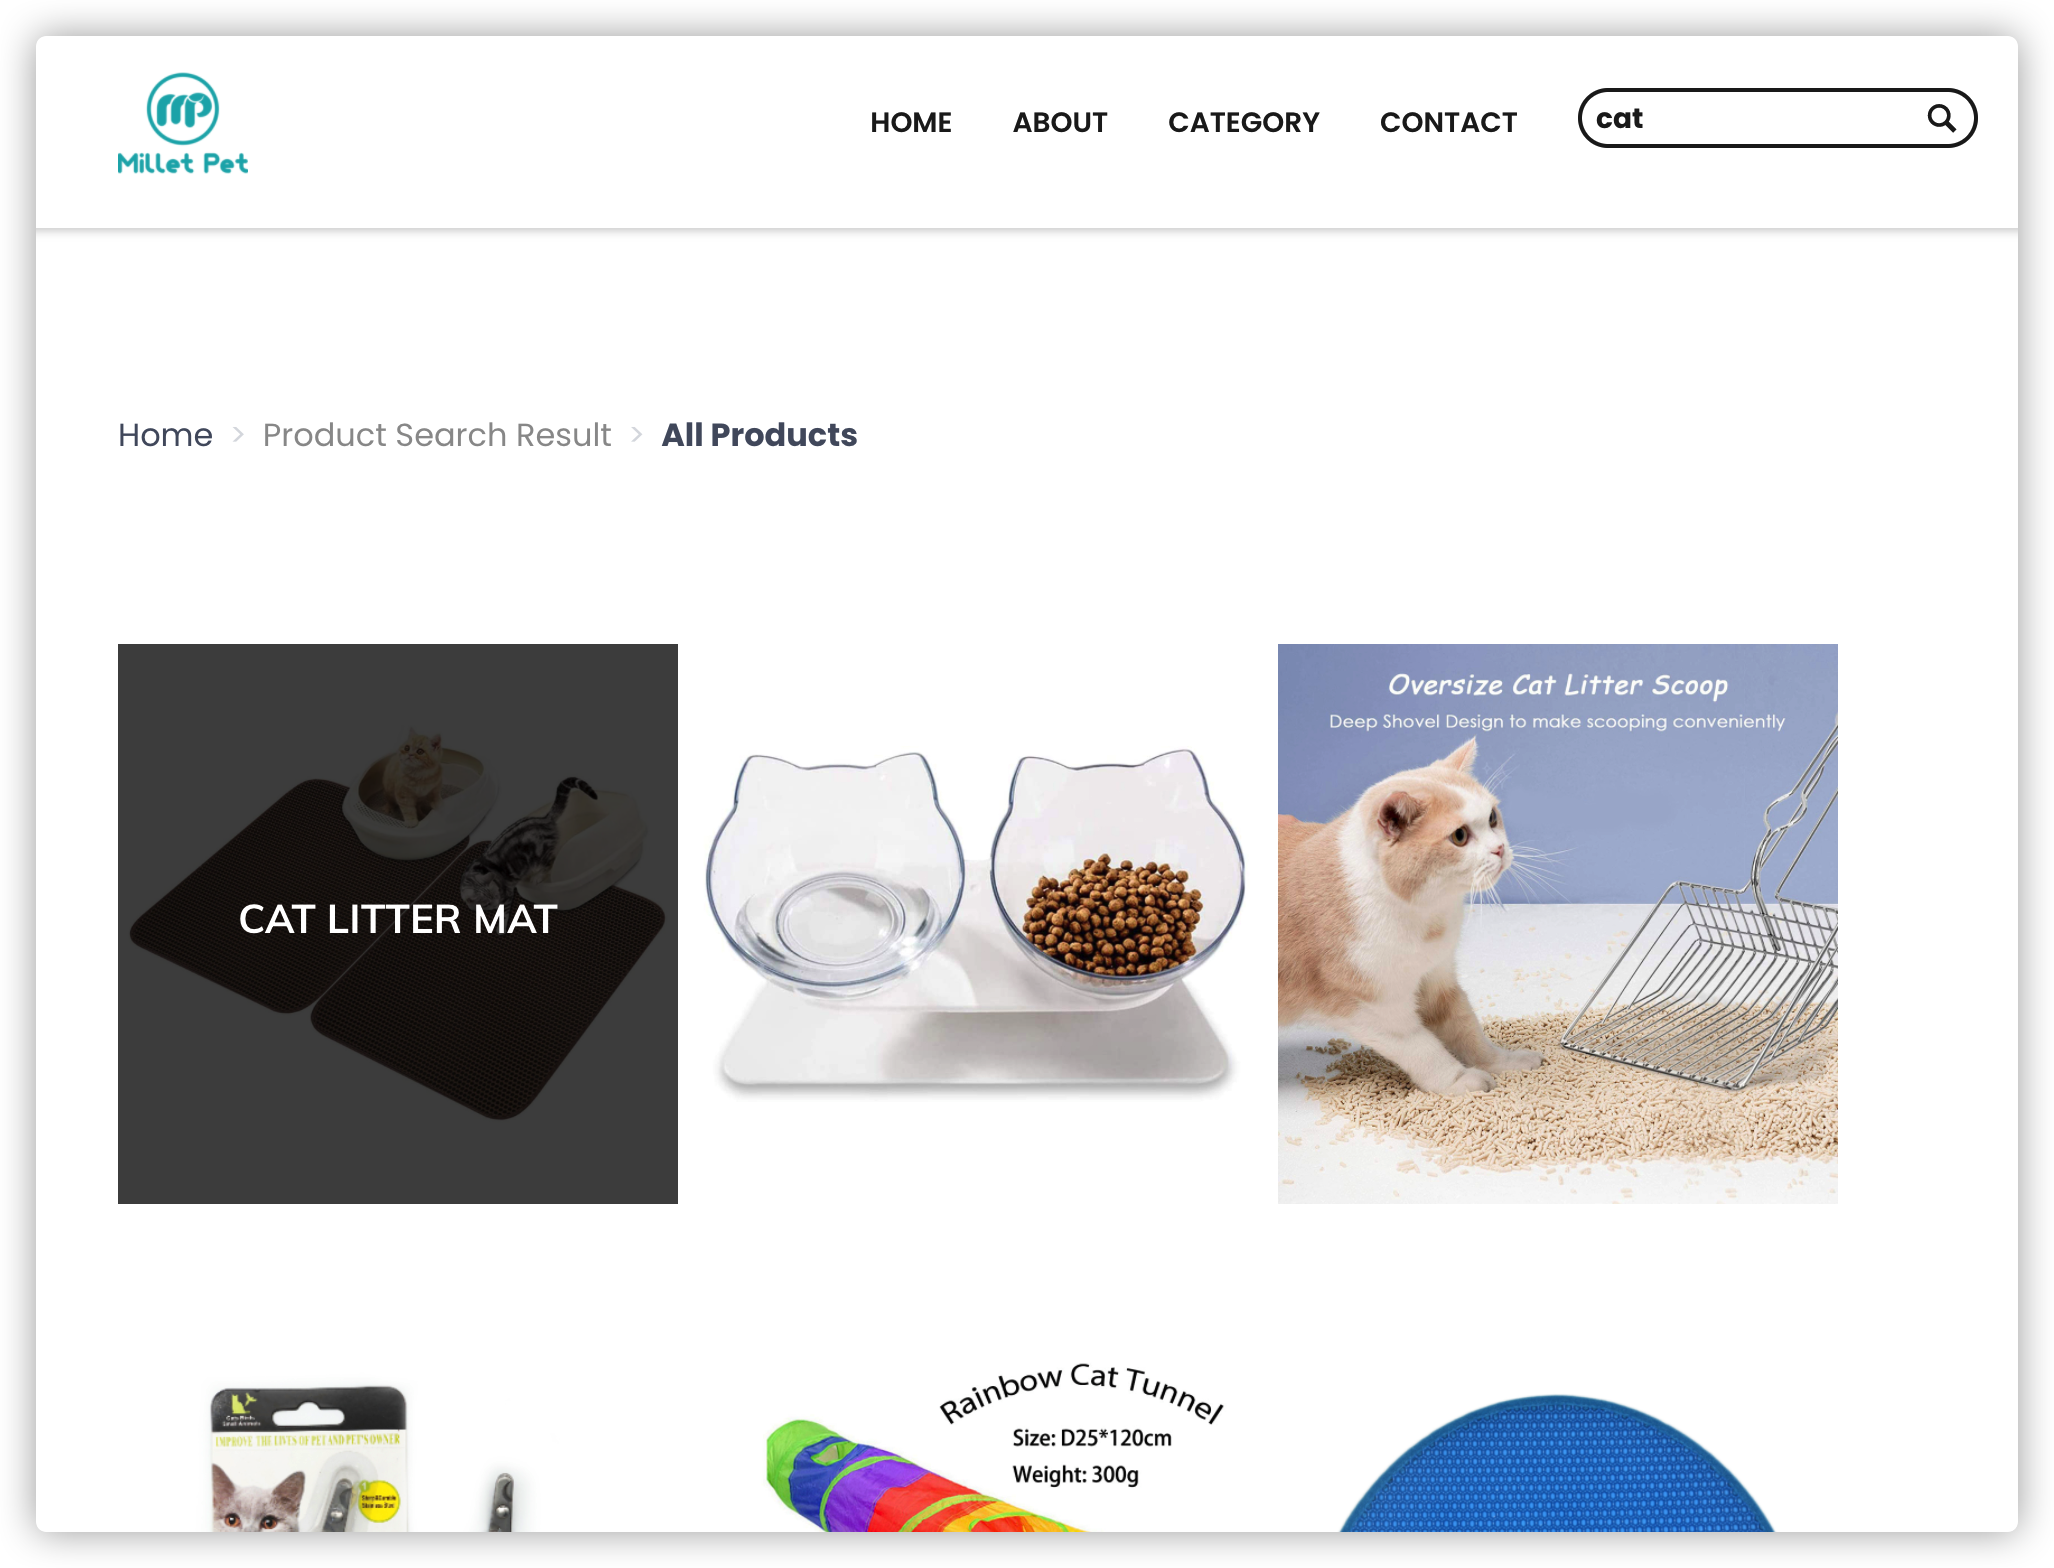 Millet Pet
HOME
ABOUT
CATEGORY
CONTACT
cat
Home > Product Search Result > All Products
CAT LITTER MAT
Oversize Cat Litter Scoop
Deep Shovel Design to make scooping conveniently
IMPROVE THE LIVES OF PET AND PET'S OWNER
Rainbow Cat Tunnel
Size: D25*120cm
Weight: 300g